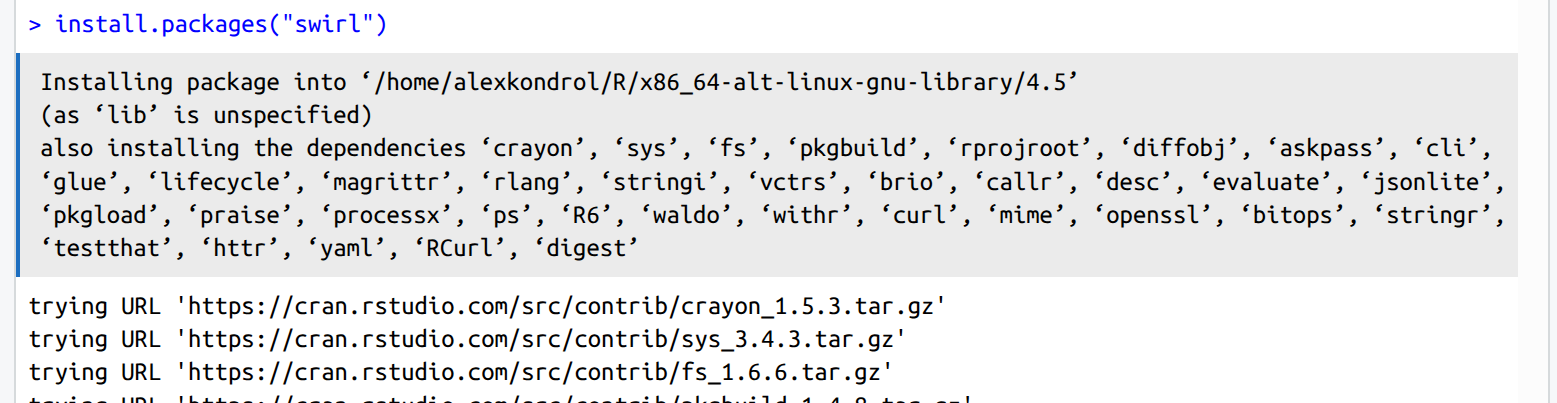 > install.packages("swirl")
Installing package into ‘/home/alexkondrol/R/x86_64-alt-linux-gnu-library/4.5’
(as ‘lib’ is unspecified)
also installing the dependencies ‘crayon’, ‘sys’, ‘fs’, ‘pkgbuild’, ‘rprojroot’, ‘diffobj’, ‘askpass’, ‘cli’,
‘glue’, ‘lifecycle’, ‘magrittr’, ‘rlang’, ‘stringi’, ‘vctrs’, ‘brio’, ‘callr’, ‘desc’, ‘evaluate’, ‘jsonlite’,
‘pkgload’, ‘praise’, ‘processx’, ‘ps’, ‘R6’, ‘waldo’, ‘withr’, ‘curl’, ‘mime’, ‘openssl’, ‘bitops’, ‘stringr’,
‘testthat’, ‘httr’, ‘yaml’, ‘RCurl’, ‘digest’
trying URL 'https://cran.rstudio.com/src/contrib/crayon_1.5.3.tar.gz'
trying URL 'https://cran.rstudio.com/src/contrib/sys_3.4.3.tar.gz'
trying URL 'https://cran.rstudio.com/src/contrib/fs_1.6.6.tar.gz'